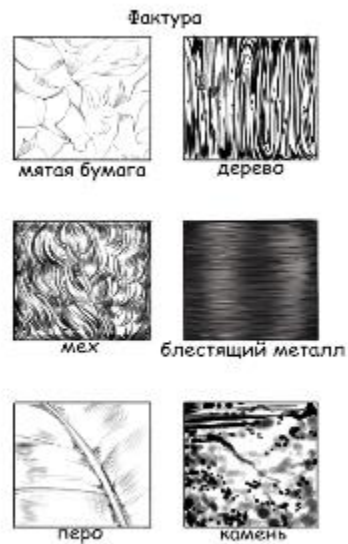 Фактура
мятая бумага
дерево
мех
блестящий металл
перо
камень